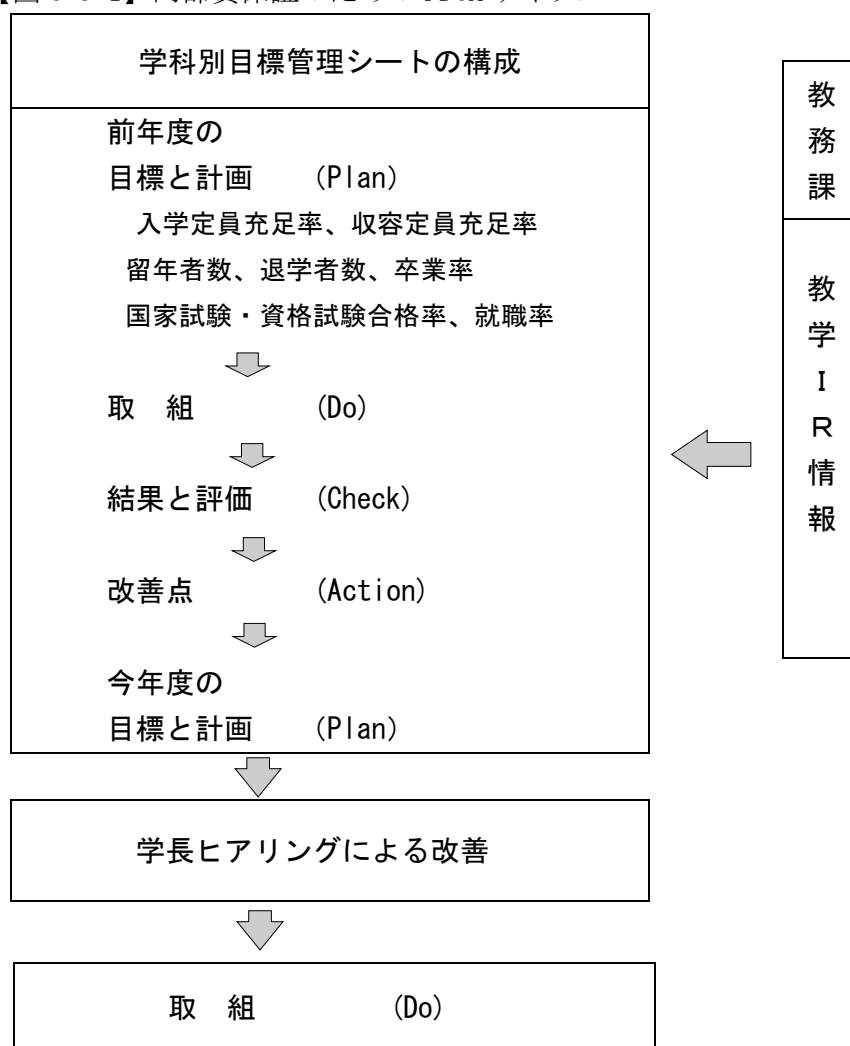 学科別目標管理シートの構成
前年度の
目標と計画 (Plan)
入学定員充足率、収容定員充足率
留年者数、退学者数、卒業率
国家試験・資格試験合格率、就職率
取 組 (Do)
結果と評価 (Check)
改善点 (Action)
今年度の
目標と計画 (Plan)
学長ヒアリングによる改善
取 組 (Do)
教務課
教学IR情報